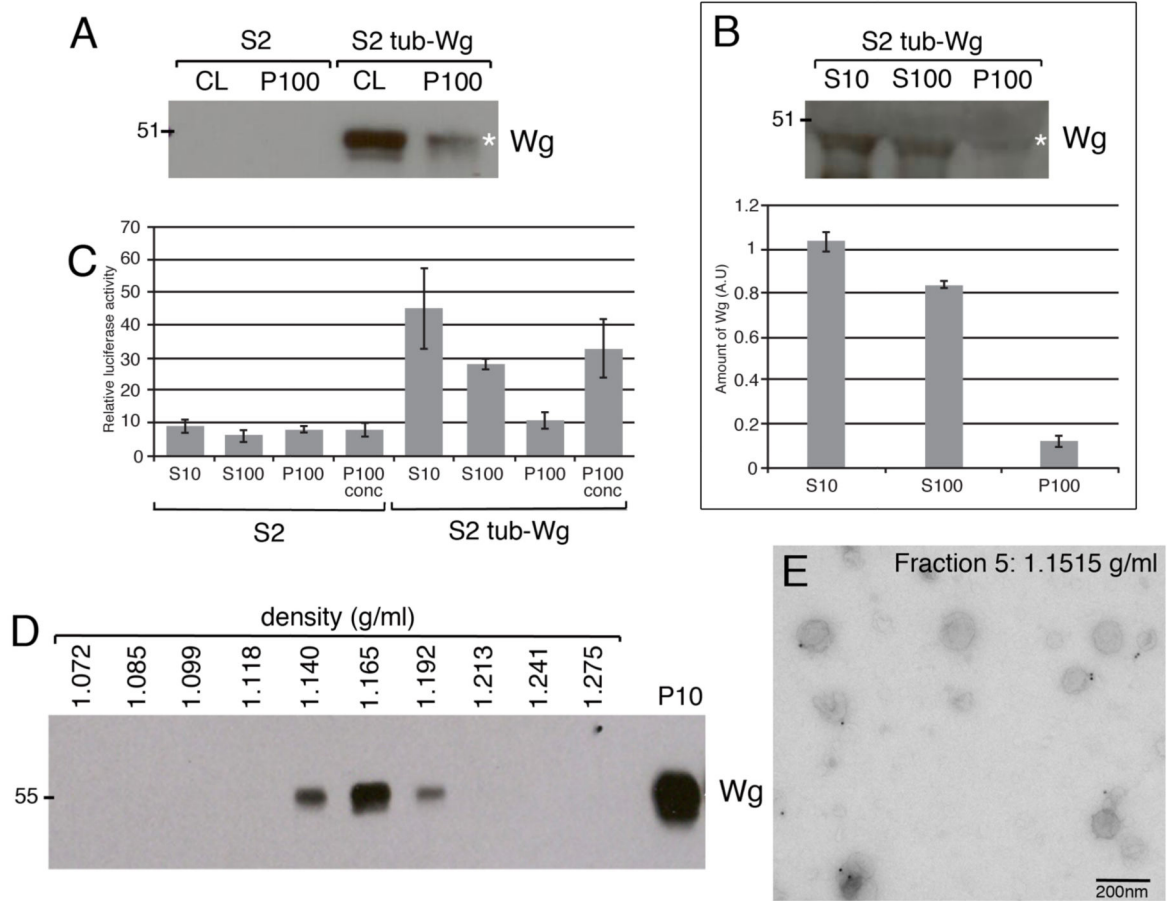 A
S2 S2 tub-Wg
CL P100 CL P100
51
* Wg
B
S2 tub-Wg
S10 S100 P100
51
* Wg
1.2
1
0.8
0.6
0.4
0.2
0
Amount of Wg (A.U)
S10 S100 P100
C
70
60
50
40
30
20
10
0
Relative luciferase activity
S10 S100 P100 P100 S10 S100 P100 P100
conc conc
S2 S2 tub-Wg
D
density (g/ml)
1.072 1.085 1.099 1.118 1.140 1.165 1.192 1.213 1.241 1.275 P10
55
Wg
E Fraction 5: 1.1515 g/ml
200nm